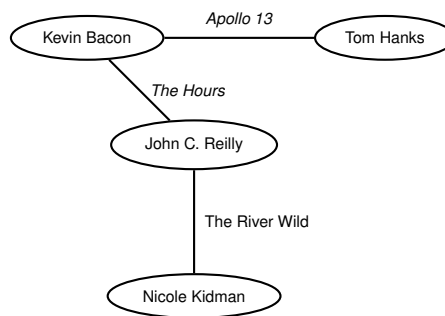 Apollo 13
Kevin Bacon
Tom Hanks
The Hours
John C. Reilly
The River Wild
Nicole Kidman